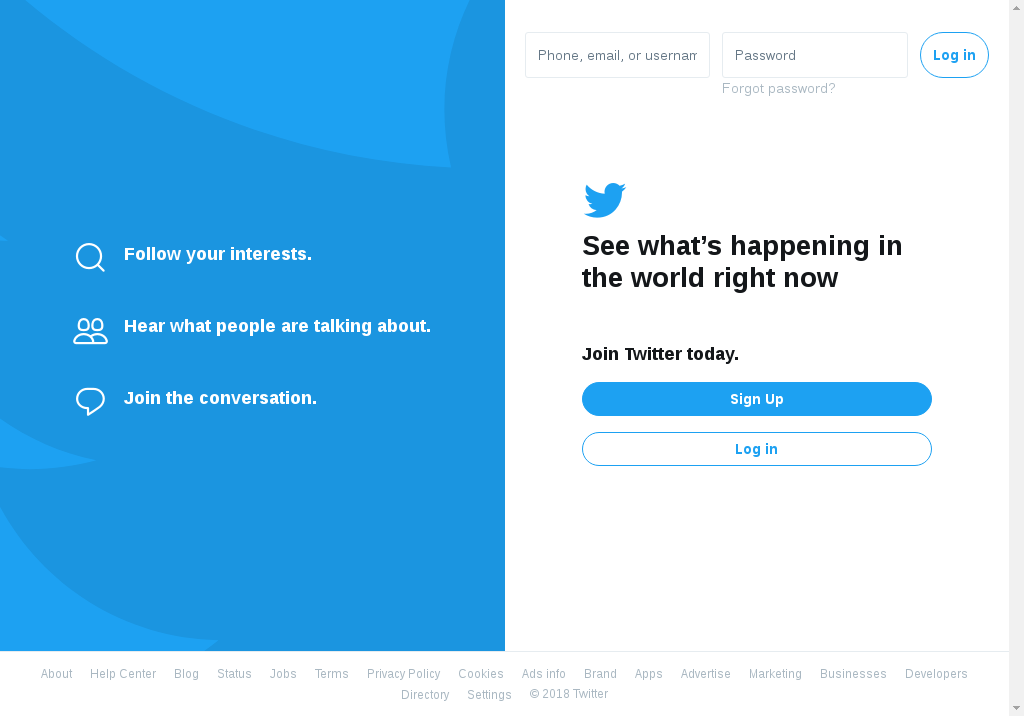 Phone, email, or usernam
Password
Log in
Forgot password?
Follow your interests.
Hear what people are talking about.
Join the conversation.
See what’s happening in
the world right now
Join Twitter today.
Sign Up
Log in
About Help Center Blog Status Jobs Terms Privacy Policy Cookies Ads info Brand Apps Advertise Marketing Businesses Developers
Directory Settings © 2018 Twitter